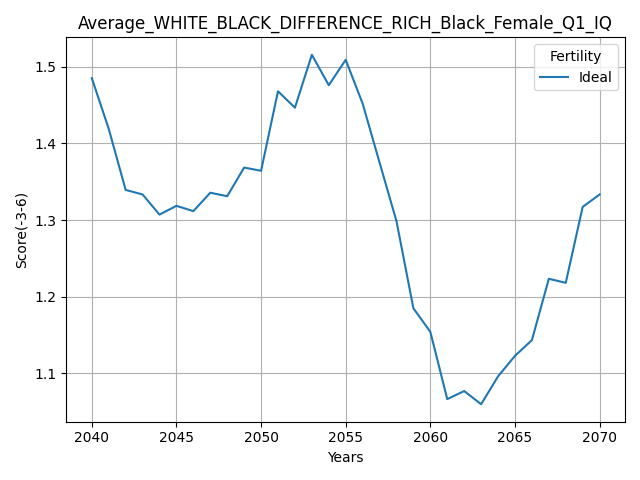 Average_WHITE_BLACK_DIFFERENCE_RICH_Black_Female_Q1_IQ
Fertility
Ideal
1.5
1.4
1.3
1.2
1.1
Score(-3-6)
2040
2045
2050
2055
2060
2065
2070
Years